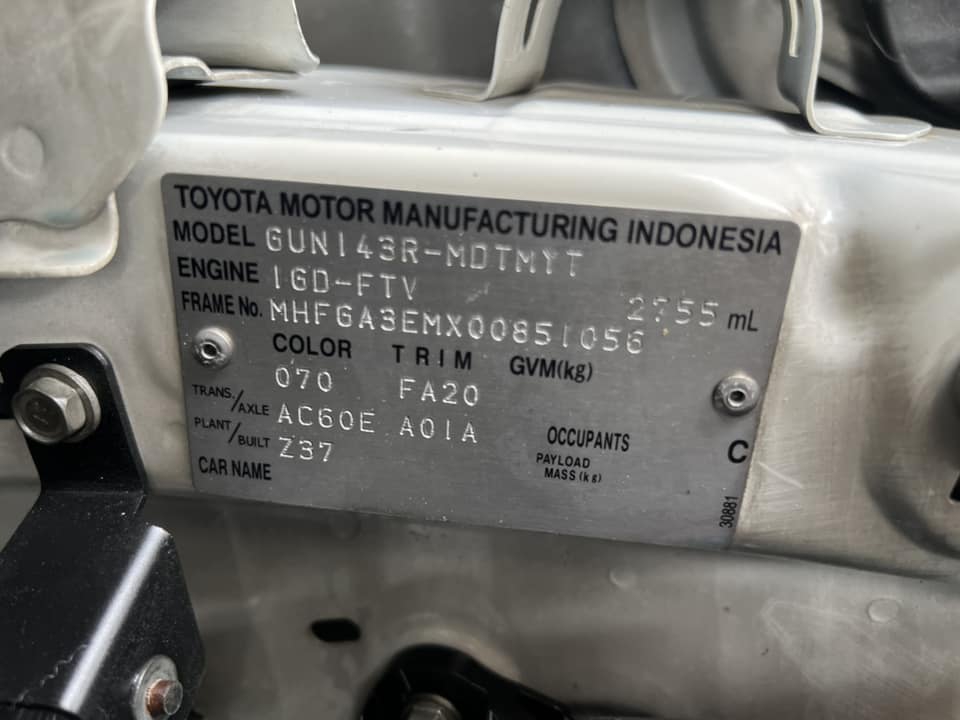 TOYOTA MOTOR MANUFACTURING INDONESIA
MODEL GUN143R-MDTMYT
ENGINE 1GD-FTV 2755 mL
FRAME No. MHFGA3EMX00851056
COLOR TRIM GVM(kg)
070 FA20
TRANS./AXLE AC60E A01A OCCUPANTS C
PLANT/BUILT Z37 PAYLOAD MASS(kg)
CAR NAME
30881